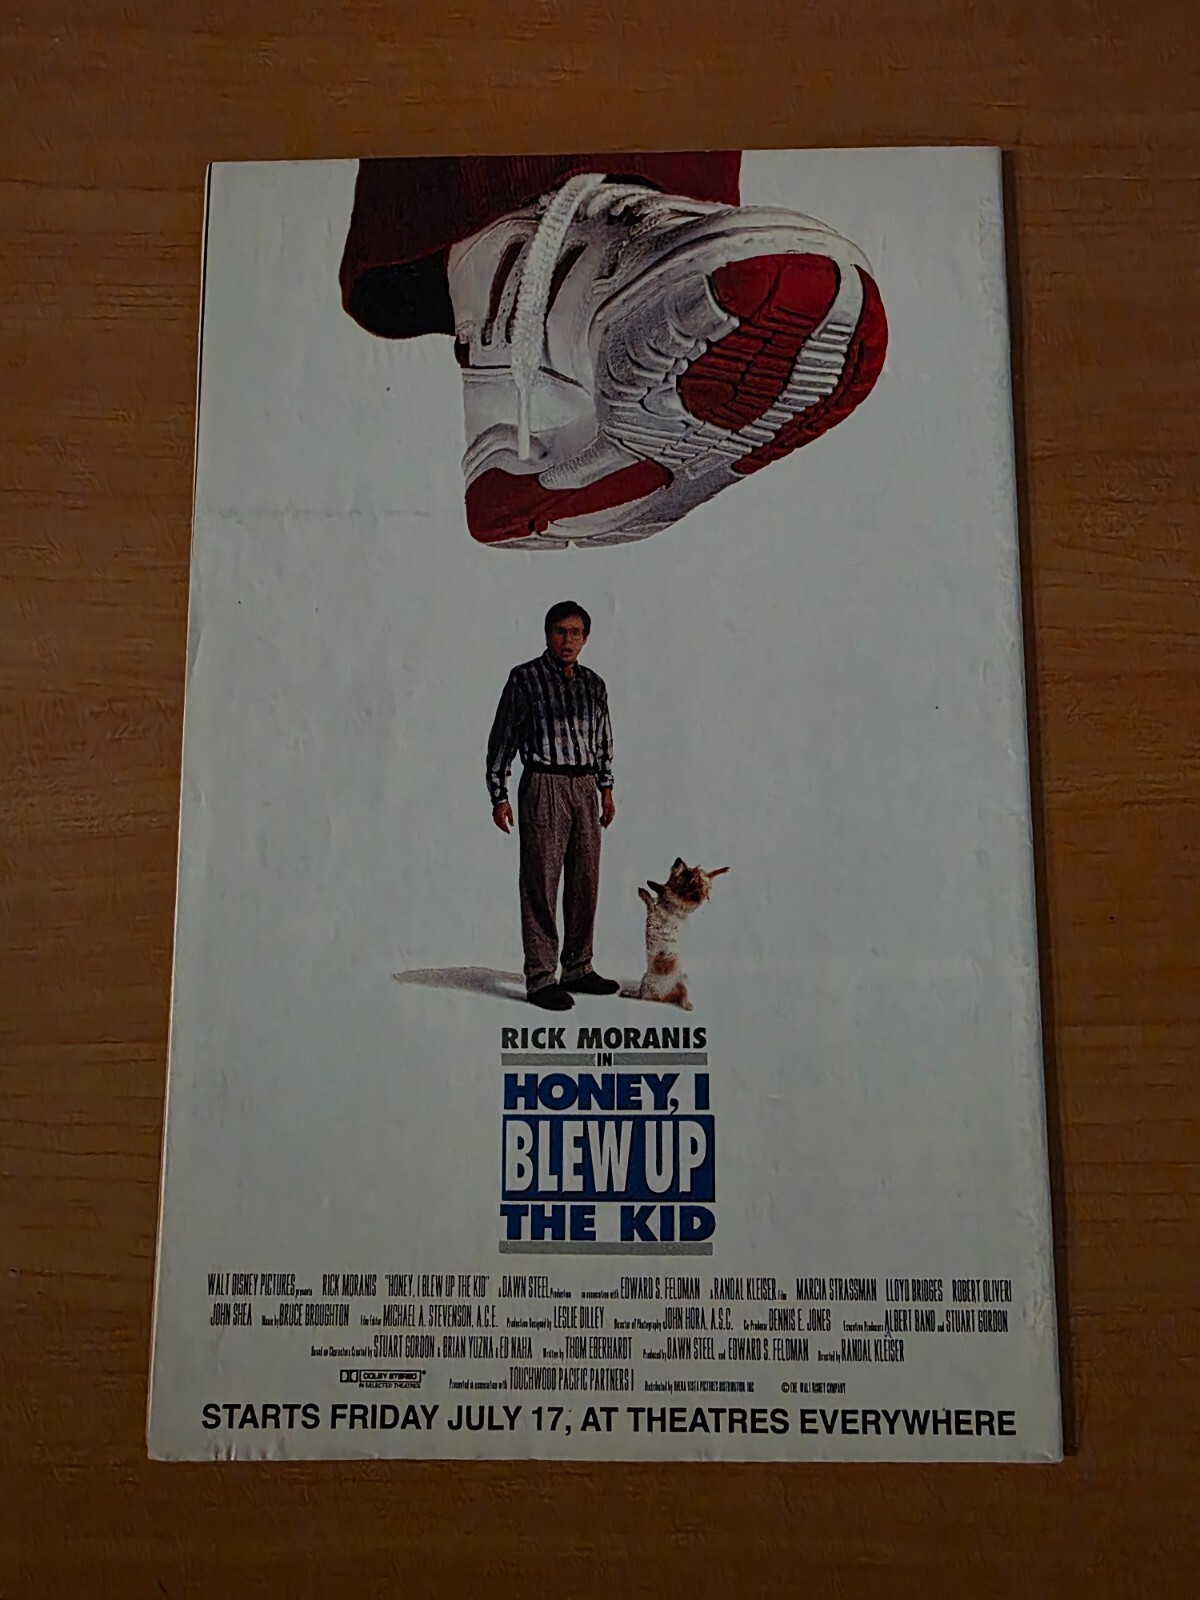 RICK MORANIS
IN
HONEY, I
BLEW UP
THE KID
WALT DISNEY PICTURES presents RICK MORANIS "HONEY, I BLEW UP THE KID" A DAWN STEEL Production in association with EDWARD S. FELDMAN A RANDAL KLEISER Film MARCIA STRASSMAN LLOYD BRIDGES ROBERT OLIVERI
JOHN SHEA Music by BRUCE BROUGHTON Film Editor MICHAEL A. STEVENSON, A.C.E. Production Designed by LESLIE DILLEY Director of Photography JOHN HORA, A.S.C. Co-Producer DENNIS E. JONES Executive Producers ALBERT BAND and STUART GORDON
Based on Characters Created by STUART GORDON & BRIAN YUZNA & ED NAHA Written by THOM EBERHARDT Produced by DAWN STEEL and EDWARD S. FELDMAN Directed by RANDAL KLEISER
DOLBY STEREO IN SELECTED THEATRES Presented in association with TOUCHWOOD PACIFIC PARTNERS I Distributed by BUENA VISTA PICTURES DISTRIBUTION, INC. © THE WALT DISNEY COMPANY
STARTS FRIDAY JULY 17, AT THEATRES EVERYWHERE